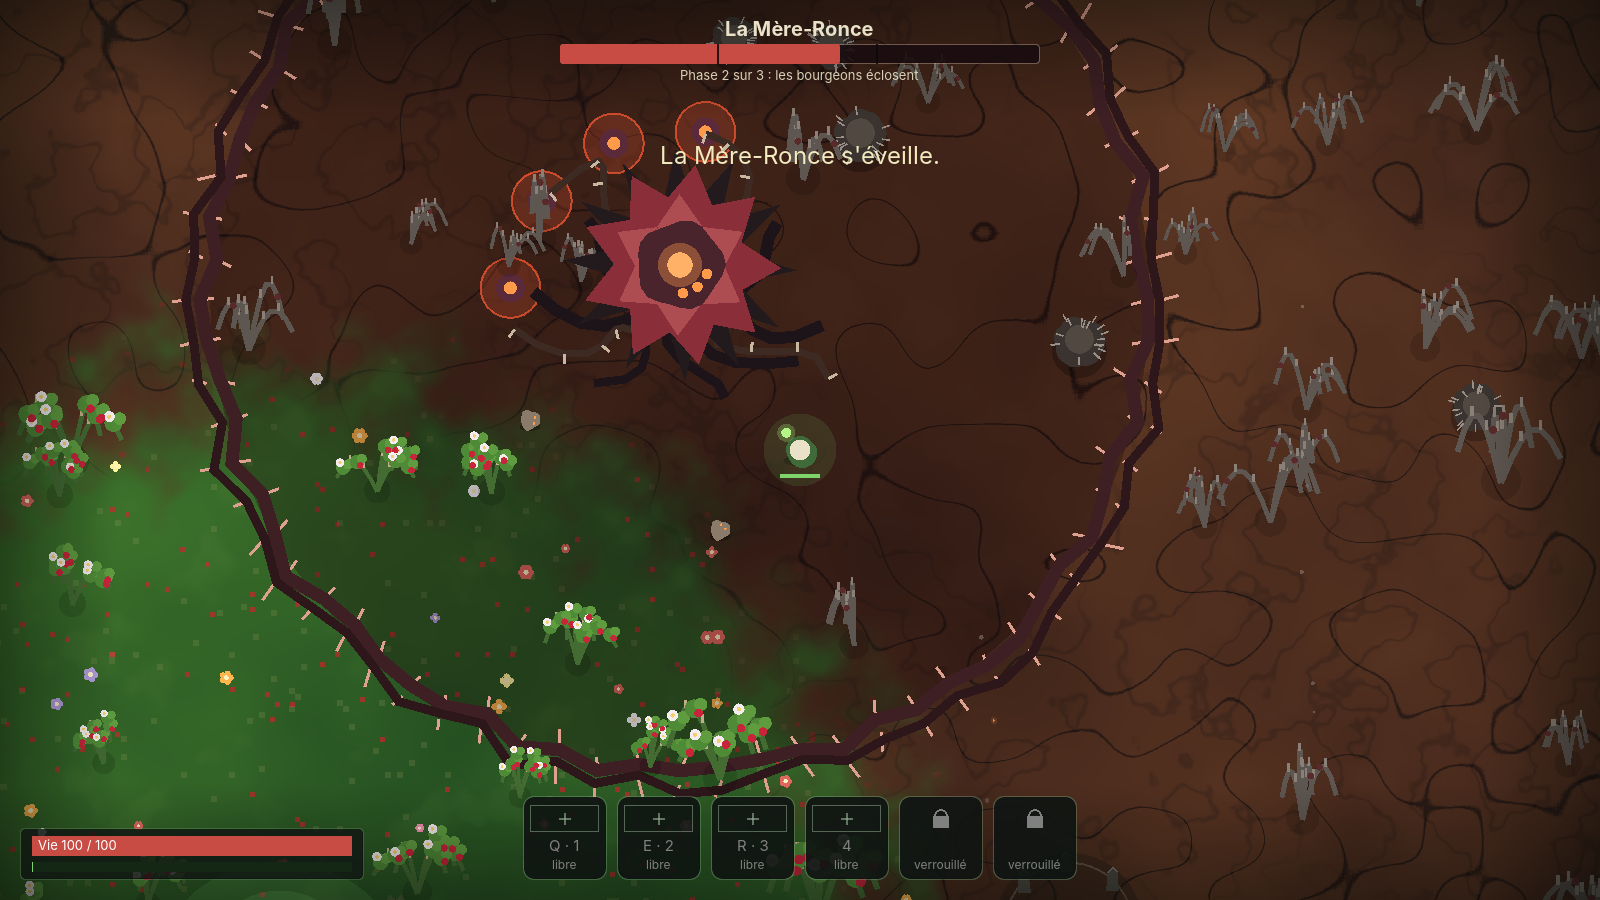 La Mère-Ronce
Phase 2 sur 3 : les bourgeons éclosent
La Mère-Ronce s'éveille.
Vie 100 / 100
Q · 1
libre
E · 2
libre
R · 3
libre
4
libre
verrouillé
verrouillé